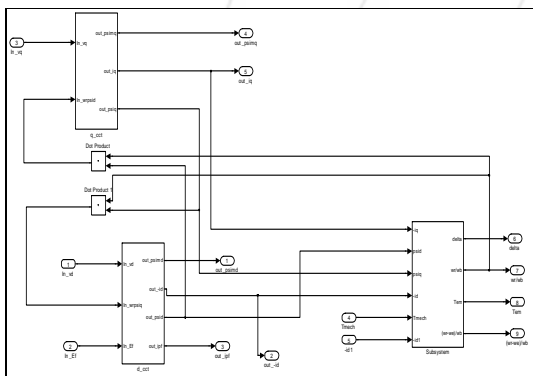 4
out_psimq
3
In_vq
In_vq
out_psimq
out_iq
5
out_iq
In_wrpsid
out_psiq
q_cct
Dot Product
Dot Product 1
-iq
delta
6
delta
1
In_vd
In_vd
out_psimd
1
out_psimd
psid
psiq
wr/wb
7
wr/wb
In_wrpsiq
out_-id
-id
out_psid
4
Tmech
Tmech
Tem
8
Tem
2
In_Ef
In_Ef
out_ipf
3
out_ipf
2
out_-id
5
-id1
-id1
(wr-we)/wb
9
(wr-we)/wb
d_cct
Subsystem